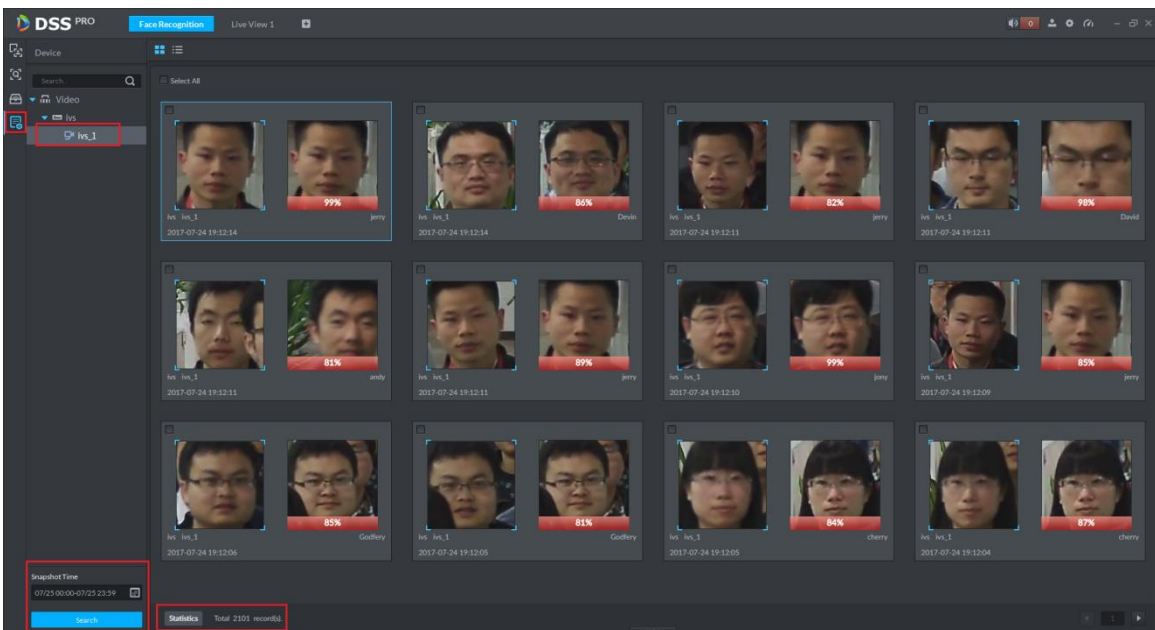 DSS PRO
Face Recognition
Live View 1
0
Device
Search..
Select All
Video
ivs
ivs_1
99%
ivs ivs_1 jerry
2017-07-24 19:12:14
86%
ivs ivs_1 Devin
2017-07-24 19:12:14
82%
ivs ivs_1 jerry
2017-07-24 19:12:11
98%
ivs ivs_1 David
2017-07-24 19:12:11
81%
ivs ivs_1 andy
2017-07-24 19:12:11
89%
ivs ivs_1 jerry
2017-07-24 19:12:11
99%
ivs ivs_1 jony
2017-07-24 19:12:10
85%
ivs ivs_1 jerry
2017-07-24 19:12:09
85%
ivs ivs_1 Godfery
2017-07-24 19:12:06
81%
ivs ivs_1 Godfery
2017-07-24 19:12:05
84%
ivs ivs_1 cherry
2017-07-24 19:12:05
87%
ivs ivs_1 cherry
2017-07-24 19:12:04
Snapshot Time
07/25 00:00-07/25 23:59
Search
Statistics Total 2101 record(s).
1